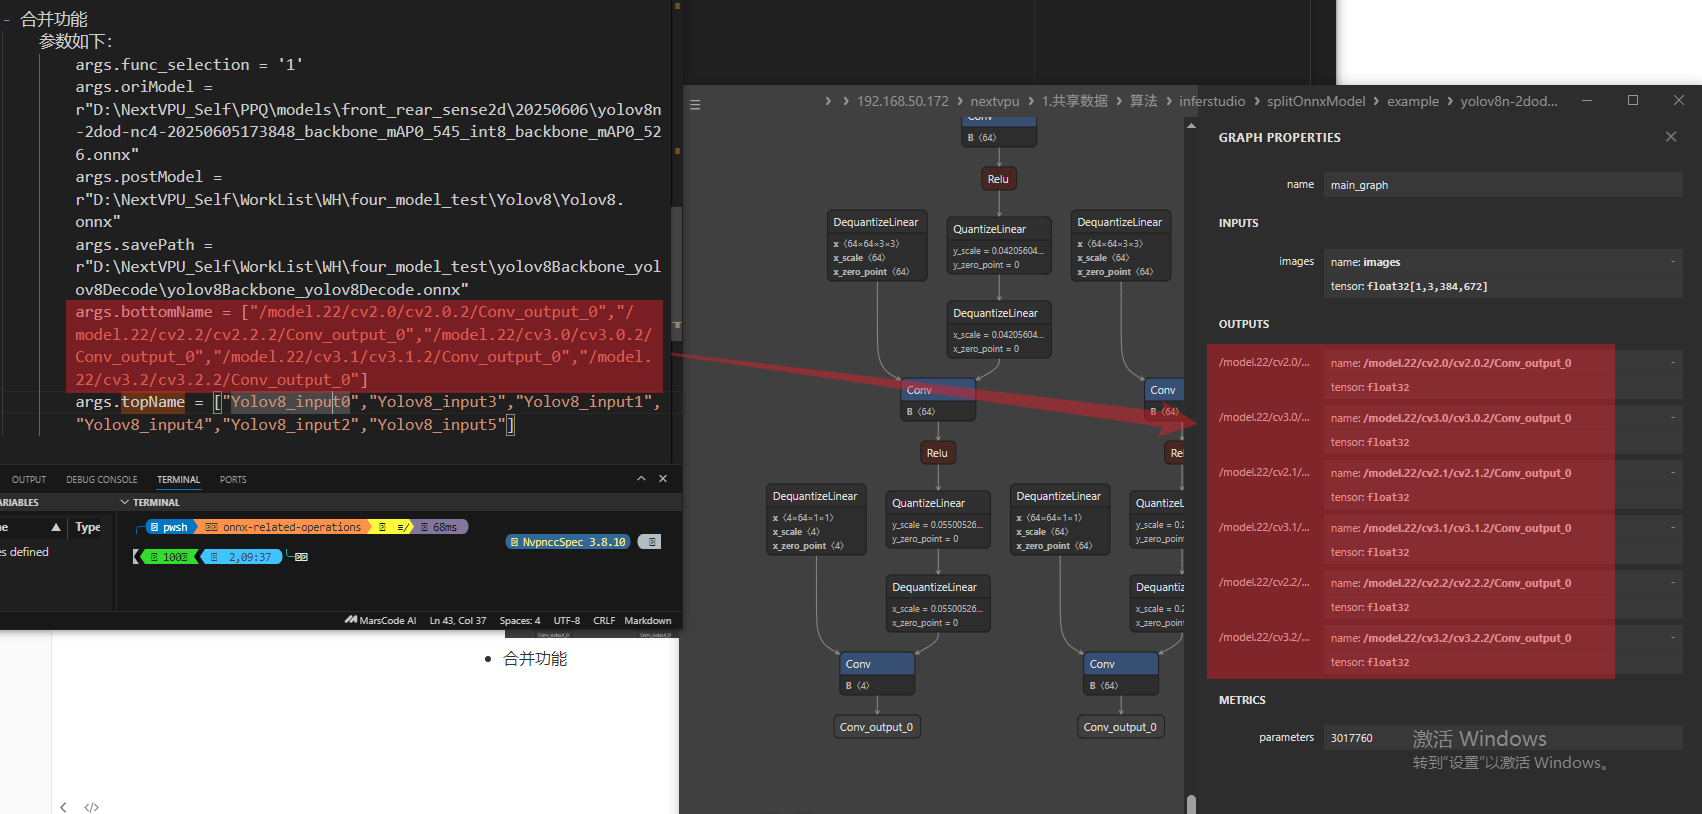 - 合并功能
参数如下：
args.func_selection = '1'
args.oriModel =
r"D:\NextVPU_Self\PPQ\models\front_rear_sense2d\20250606\yolov8n
-2dod-nc4-20250605173848_backbone_mAP0_545_int8_backbone_mAP0_52
6.onnx"
args.postModel =
r"D:\NextVPU_Self\WorkList\WH\four_model_test\Yolov8\Yolov8.
onnx"
args.savePath =
r"D:\NextVPU_Self\WorkList\WH\four_model_test\yolov8Backbone_yol
ov8Decode\yolov8Backbone_yolov8Decode.onnx"
args.bottomName = ["/model.22/cv2.0/cv2.0.2/Conv_output_0","/
model.22/cv2.2/cv2.2.2/Conv_output_0","/model.22/cv3.0/cv3.0.2/
Conv_output_0","/model.22/cv3.1/cv3.1.2/Conv_output_0","/model.
22/cv3.2/cv3.2.2/Conv_output_0"]
args.topName = ["Yolov8_input0","Yolov8_input3","Yolov8_input1",
"Yolov8_input4","Yolov8_input2","Yolov8_input5"]
OUTPUT DEBUG CONSOLE TERMINAL PORTS
ARIABLES
TERMINAL
ne Type
es defined
pwsh onnx-related-operations ≡/ 68ms
NvpnccSpec 3.8.10
100 2,09:37
MarsCode AI Ln 43, Col 37 Spaces: 4 UTF-8 CRLF Markdown
Conv_output_0 Conv_output_0
• 合并功能
</>
> > 192.168.50.172 > nextvpu > 1.共享数据 > 算法 > inferstudio > splitOnnxModel > example > yolov8n-2dod...
Conv
B ⟨64⟩
Relu
DequantizeLinear
x ⟨64×64×3×3⟩
x_scale ⟨64⟩
x_zero_point ⟨64⟩
QuantizeLinear
y_scale = 0.04205604...
y_zero_point = 0
DequantizeLinear
x ⟨64×64×3×3⟩
x_scale ⟨64⟩
x_zero_point ⟨64⟩
DequantizeLinear
x_scale = 0.04205604...
x_zero_point = 0
Conv
B ⟨64⟩
Conv
B ⟨64⟩
Relu
Rel
DequantizeLinear
x ⟨4×64×1×1⟩
x_scale ⟨4⟩
x_zero_point ⟨4⟩
QuantizeLinear
y_scale = 0.05500526...
y_zero_point = 0
DequantizeLinear
x ⟨64×64×1×1⟩
x_scale ⟨64⟩
x_zero_point ⟨64⟩
QuantizeL
y_scale = 0.2
y_zero_point
DequantizeLinear
x_scale = 0.05500526...
x_zero_point = 0
Dequantiz
x_scale = 0.2
x_zero_point
Conv
B ⟨4⟩
Conv
B ⟨64⟩
Conv_output_0
Conv_output_0
GRAPH PROPERTIES
name main_graph
INPUTS
images name: images -
tensor: float32[1,3,384,672]
OUTPUTS
/model.22/cv2.0/... name: /model.22/cv2.0/cv2.0.2/Conv_output_0 -
tensor: float32
/model.22/cv3.0/... name: /model.22/cv3.0/cv3.0.2/Conv_output_0 -
tensor: float32
/model.22/cv2.1/... name: /model.22/cv2.1/cv2.1.2/Conv_output_0 -
tensor: float32
/model.22/cv3.1/... name: /model.22/cv3.1/cv3.1.2/Conv_output_0 -
tensor: float32
/model.22/cv2.2/... name: /model.22/cv2.2/cv2.2.2/Conv_output_0 -
tensor: float32
/model.22/cv3.2/... name: /model.22/cv3.2/cv3.2.2/Conv_output_0 -
tensor: float32
METRICS
parameters 3017760
激活 Windows
转到"设置"以激活 Windows。